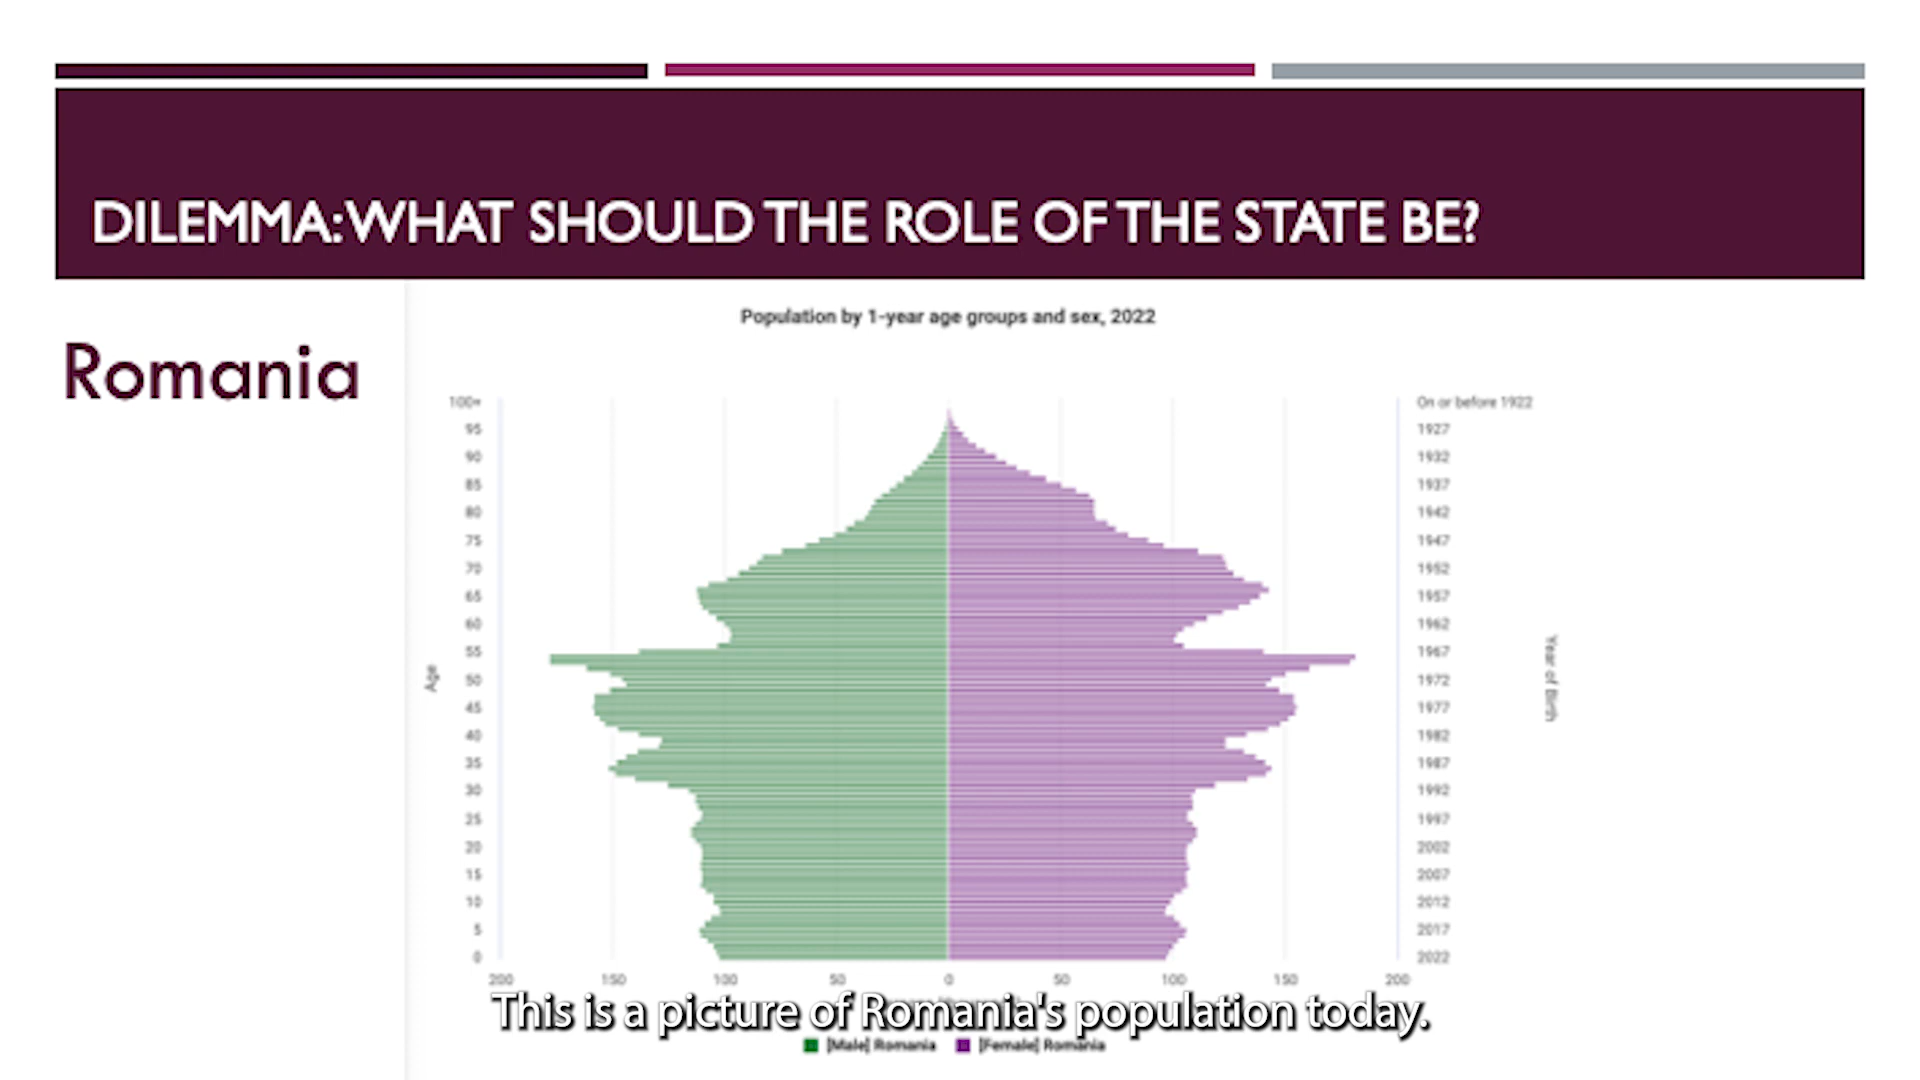 DILEMMA: WHAT SHOULD THE ROLE OF THE STATE BE?
Romania
Population by 1-year age groups and sex, 2022
100+ On or before 1922
95 1927
90 1932
85 1937
80 1942
75 1947
70 1952
65 1957
60 1962
55 1967
Age Year of Birth
50 1972
45 1977
40 1982
35 1987
30 1992
25 1997
20 2002
15 2007
10 2012
5 2017
0 2022
200 150 100 50 0 50 100 150 200
This is a picture of Romania's population today.
[Male] Romania [Female] Romania